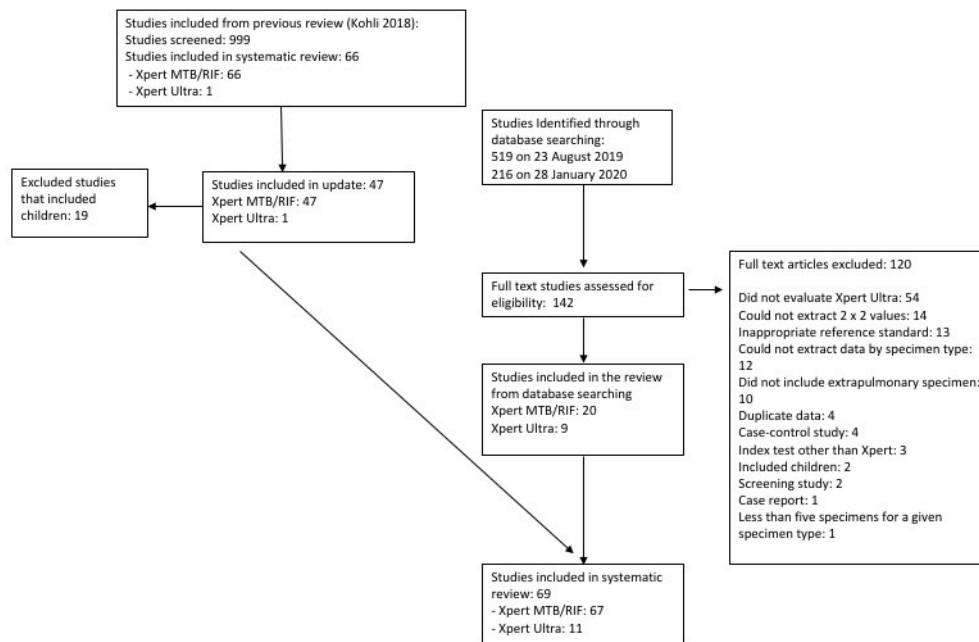 Studies included from previous review (Kohli 2018):
Studies screened: 999
Studies included in systematic review: 66
- Xpert MTB/RIF: 66
- Xpert Ultra: 1
Studies Identified through
database searching:
519 on 23 August 2019
216 on 28 January 2020
Excluded studies
that included
children: 19
Studies included in update: 47
Xpert MTB/RIF: 47
Xpert Ultra: 1
Full text studies assessed for
eligibility: 142
Full text articles excluded: 120
Did not evaluate Xpert Ultra: 54
Could not extract 2 x 2 values: 14
Inappropriate reference standard: 13
Could not extract data by specimen type:
12
Did not include extrapulmonary specimen:
10
Duplicate data: 4
Case-control study: 4
Index test other than Xpert: 3
Included children: 2
Screening study: 2
Case report: 1
Less than five specimens for a given
specimen type: 1
Studies included in the review
from database searching
Xpert MTB/RIF: 20
Xpert Ultra: 9
Studies included in systematic
review: 69
- Xpert MTB/RIF: 67
- Xpert Ultra: 11